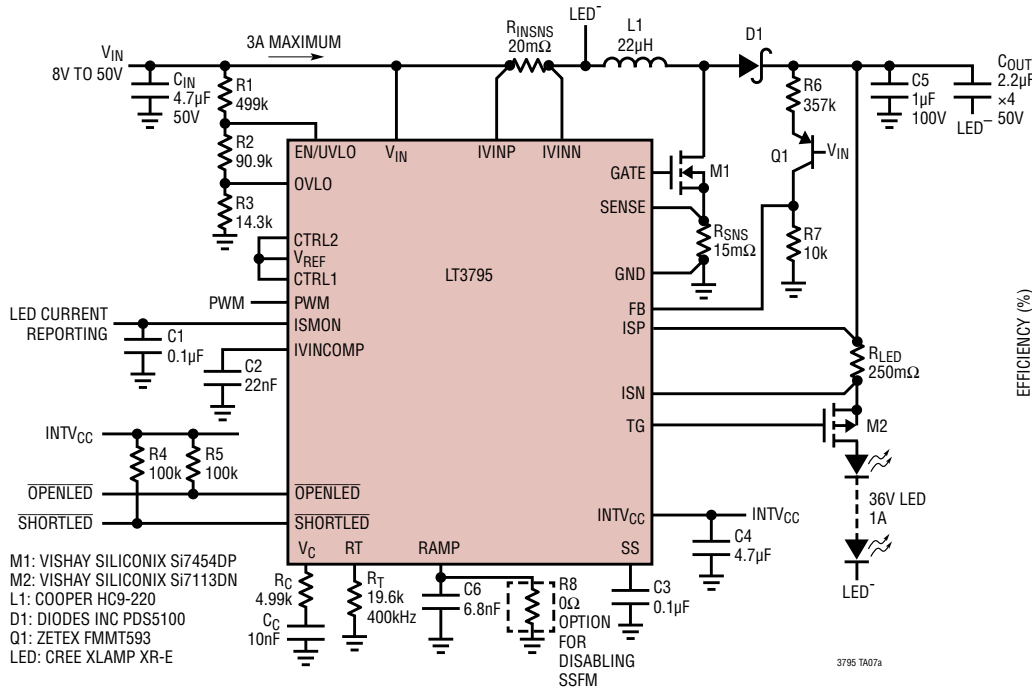 V_IN
8V TO 50V
3A MAXIMUM
R_INSNS
20mΩ
LED⁻
L1
22µH
D1
C_IN
4.7µF
50V
R1
499k
R2
90.9k
R3
14.3k
R6
357k
Q1
V_IN
R7
10k
C5
1µF
100V
C_OUT
2.2µF
×4
50V
LED⁻
EN/UVLO
V_IN
IVINP
IVINN
OVLO
GATE
M1
SENSE
R_SNS
15mΩ
GND
CTRL2
V_REF
CTRL1
LT3795
PWM
PWM
FB
LED CURRENT
REPORTING
ISMON
ISP
C1
0.1µF
IVINCOMP
C2
22nF
R_LED
250mΩ
ISN
TG
M2
EFFICIENCY (%)
INTV_CC
R4
100k
R5
100k
OPENLED
OPENLED
SHORTLED
SHORTLED
36V LED
1A
LED⁻
INTV_CC
INTV_CC
C4
4.7µF
V_C
RT
RAMP
SS
R_C
4.99k
C_C
10nF
R_T
19.6k
400kHz
C6
6.8nF
R8
0Ω
OPTION
FOR
DISABLING
SSFM
C3
0.1µF
M1: VISHAY SILICONIX Si7454DP
M2: VISHAY SILICONIX Si7113DN
L1: COOPER HC9-220
D1: DIODES INC PDS5100
Q1: ZETEX FMMT593
LED: CREE XLAMP XR-E
3795 TA07a